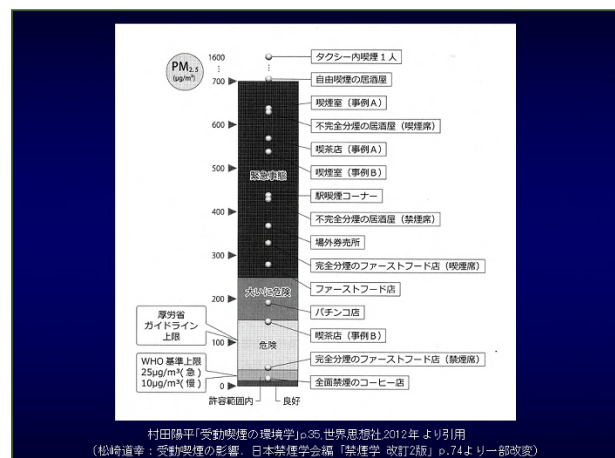 PM2.5
(μg/m³)
1600
700
600
500
400
300
200
100
0
タクシー内喫煙1人
自由喫煙の居酒屋
喫煙室(事例A)
不完全分煙の居酒屋(喫煙席)
喫茶店(事例A)
喫煙室(事例B)
駅喫煙コーナー
不完全分煙の居酒屋(禁煙席)
場外券売所
完全分煙のファーストフード店(喫煙席)
ファーストフード店
パチンコ店
喫茶店(事例B)
完全分煙のファーストフード店(禁煙席)
全面禁煙のコーヒー店
緊急事態
大いに危険
危険
厚労省
ガイドライン
上限
WHO 基準上限
25μg/m³(急)
10μg/m³(慢)
許容範囲内 良好
村田陽平「受動喫煙の環境学」p.35,世界思想社,2012年 より引用
(松崎道幸:受動喫煙の影響. 日本禁煙学会編「禁煙学 改訂2版」p.74より一部改変)